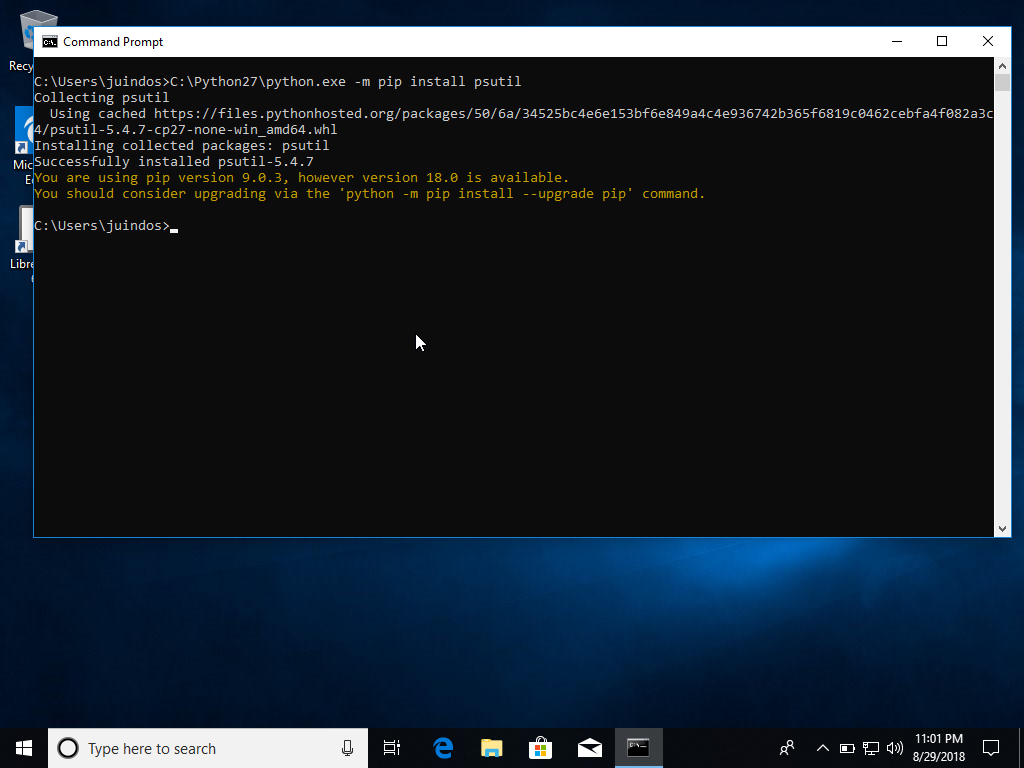 Recy
Command Prompt
C:\Users\juindos>C:\Python27\python.exe -m pip install psutil
Collecting psutil
Using cached https://files.pythonhosted.org/packages/50/6a/34525bc4e6e153bf6e849a4c4e936742b365f6819c0462cebfa4f082a3c
4/psutil-5.4.7-cp27-none-win_amd64.whl
Installing collected packages: psutil
Successfully installed psutil-5.4.7
You are using pip version 9.0.3, however version 18.0 is available.
You should consider upgrading via the 'python -m pip install --upgrade pip' command.
C:\Users\juindos>
Mic
E
Libre
6
Type here to search
11:01 PM
8/29/2018